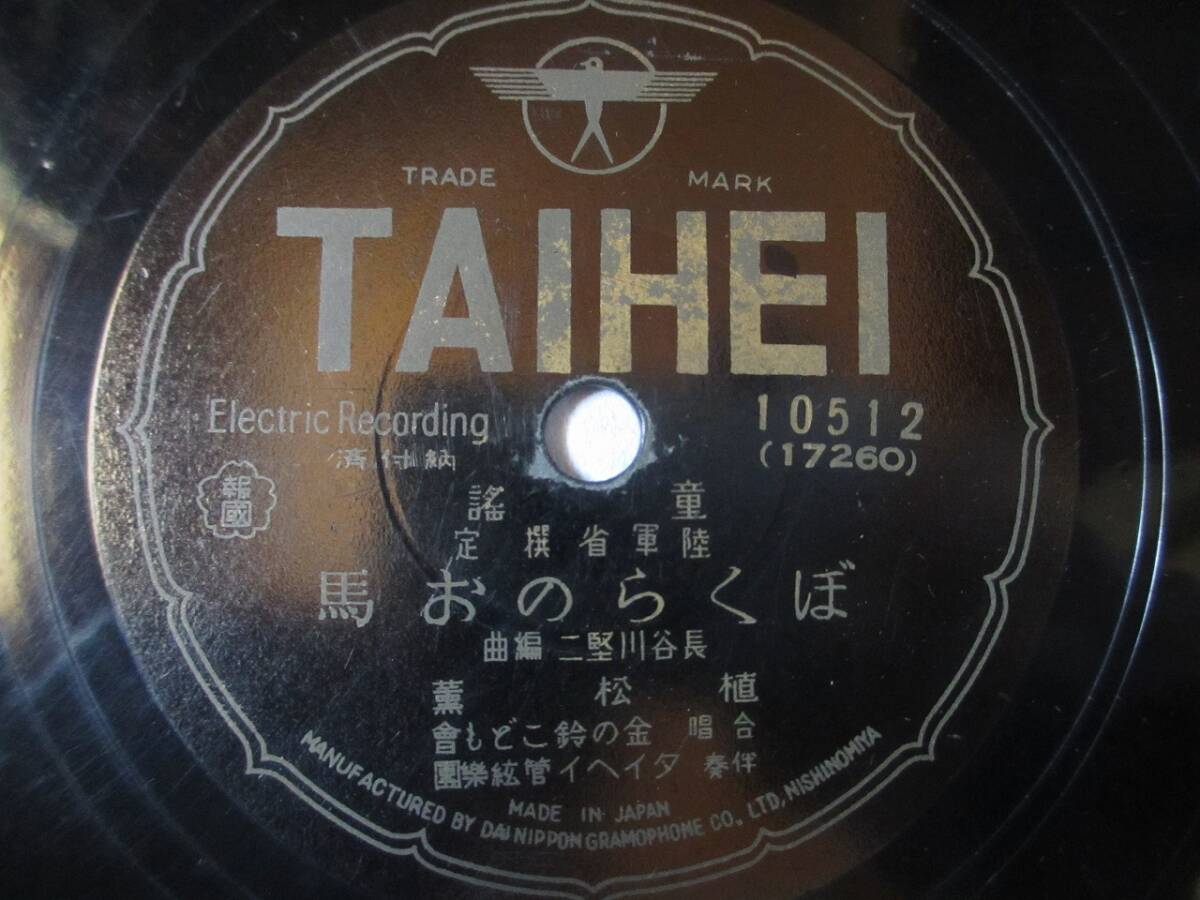 TRADE MARK
TAIHEI
Electric Recording
10512
(17260)
納付済
報國
童謠
陸軍省撰定
ぼくらのお馬
長谷川堅二 編曲
植松薫
合唱 金の鈴こども會
伴奏 タイヘイ管絃樂團
MADE IN JAPAN
MANUFACTURED BY DAI NIPPON GRAMOPHONE CO., LTD, NISHINOMIYA